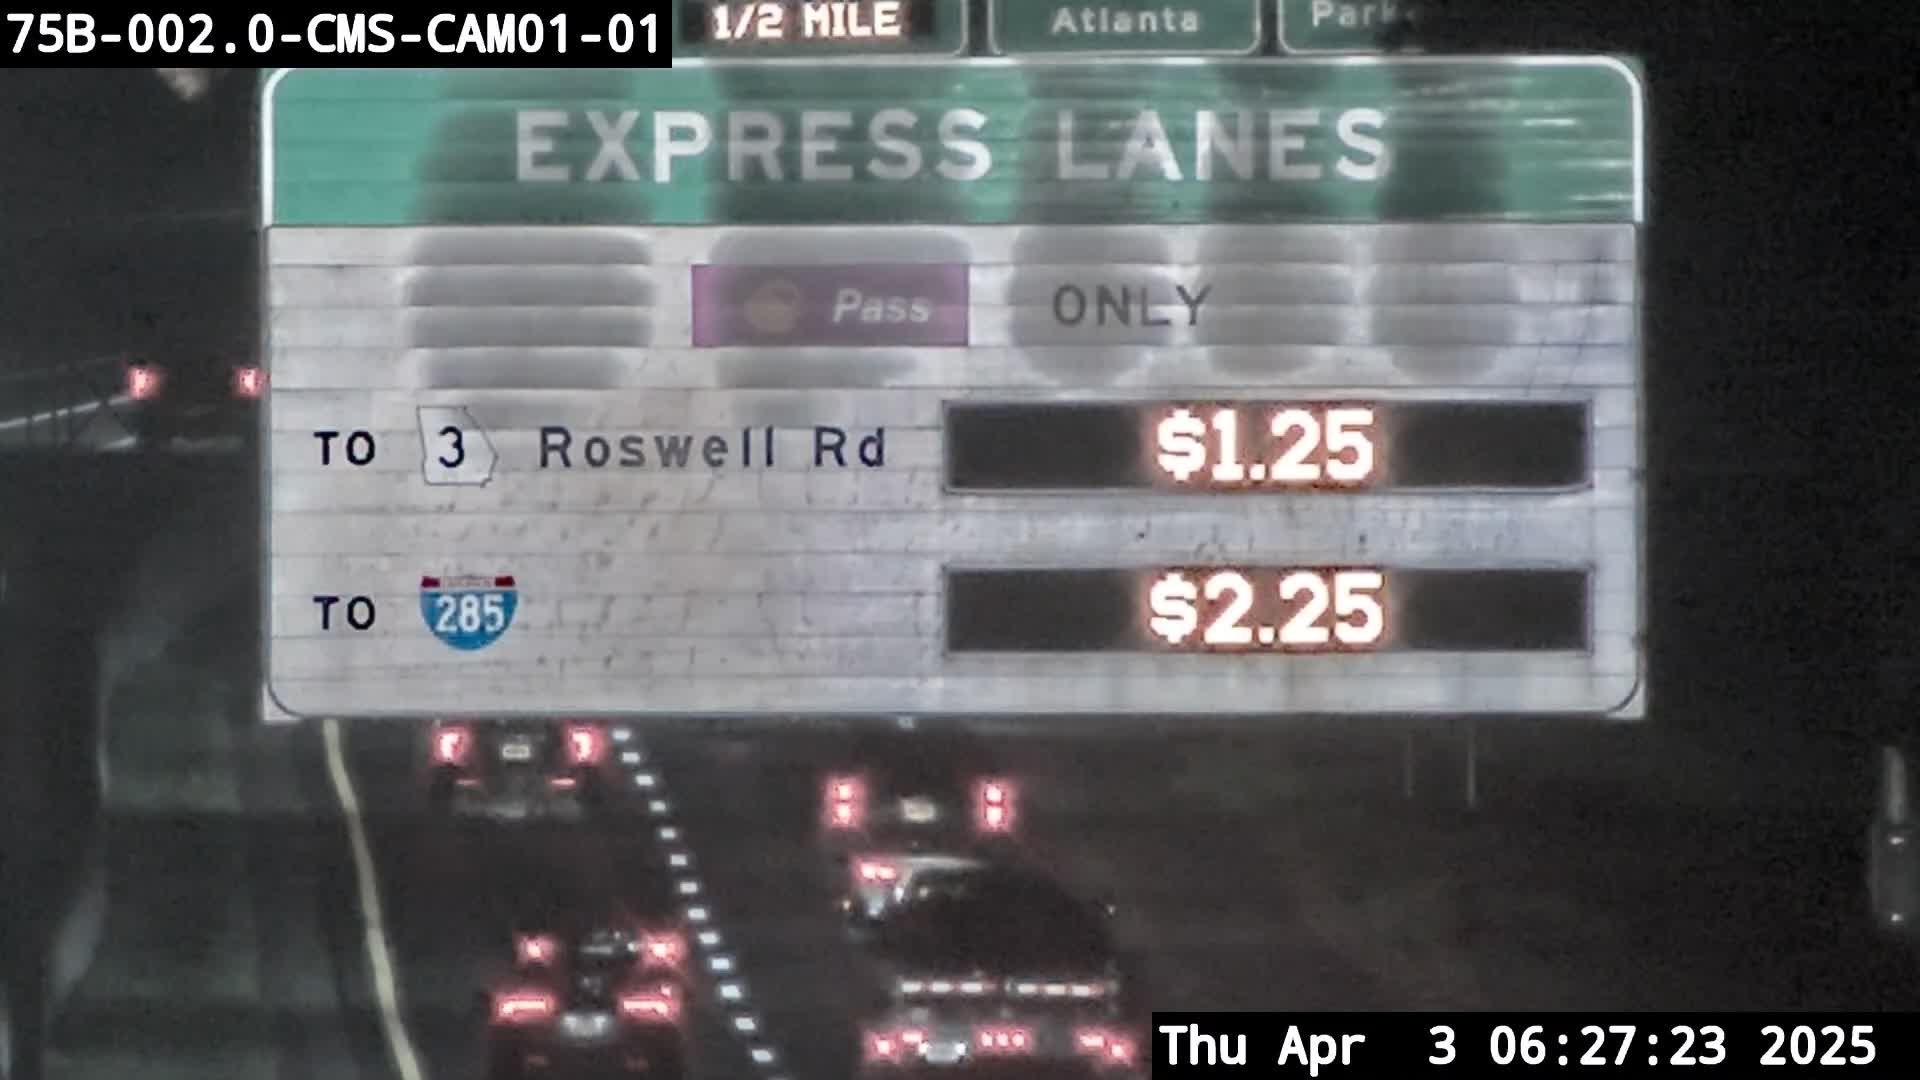 75B-002.0-CMS-CAM01-01
1/2 MILE
Atlanta
Park
EXPRESS LANES
Pass ONLY
TO 3 Roswell Rd $1.25
TO 285 $2.25
Thu Apr 3 06:27:23 2025